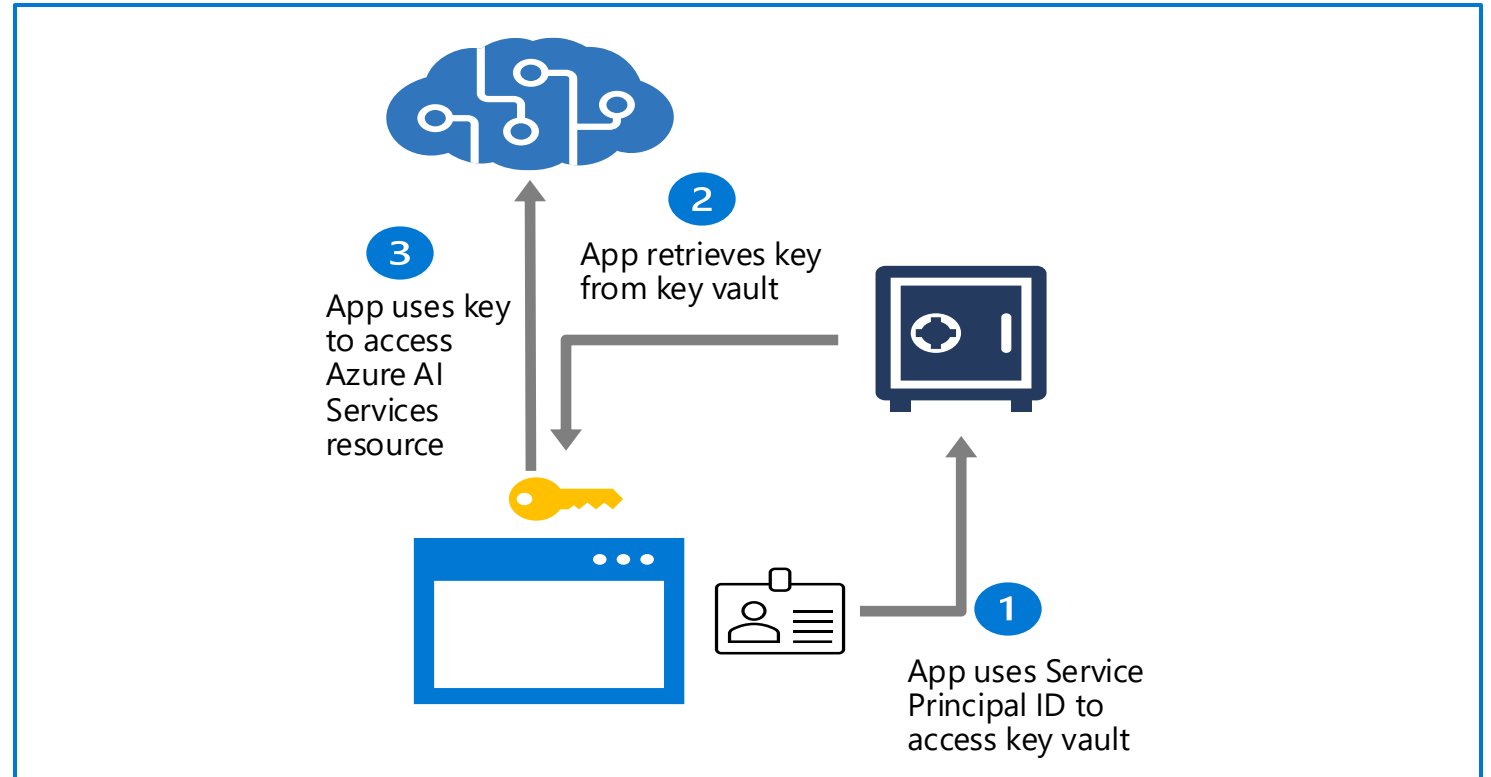 2
App retrieves key
from key vault
3
App uses key
to access
Azure AI
Services
resource
1
App uses Service
Principal ID to
access key vault